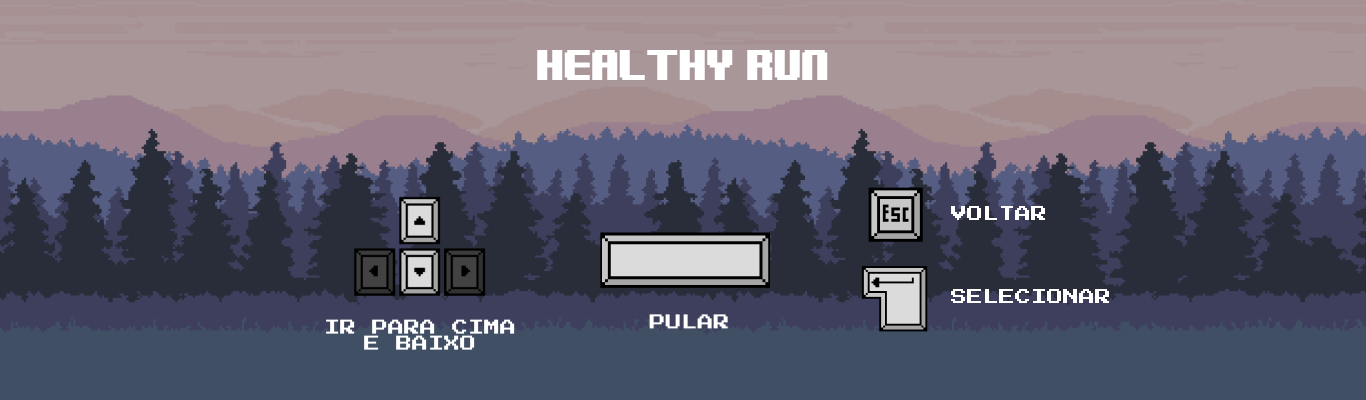 HEALTHY RUN
ESC
VOLTAR
SELECIONAR
IR PARA CIMA
E BAIXO
PULAR